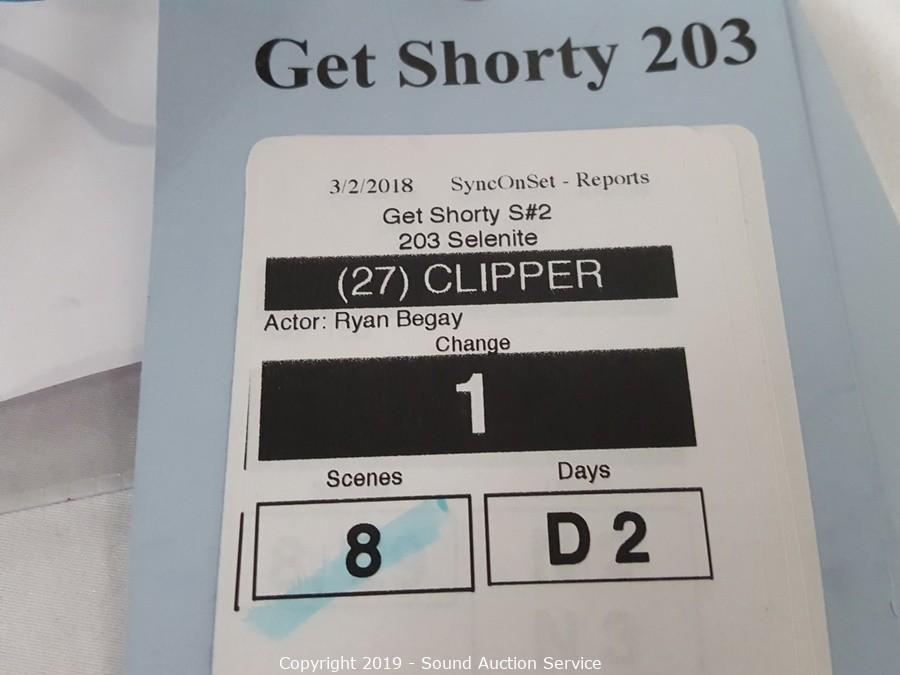 Get Shorty 203
3/2/2018 SyncOnSet - Reports
Get Shorty S#2
203 Selenite
(27) CLIPPER
Actor: Ryan Begay
Change
1
Scenes Days
8 D 2
Copyright 2019 - Sound Auction Service